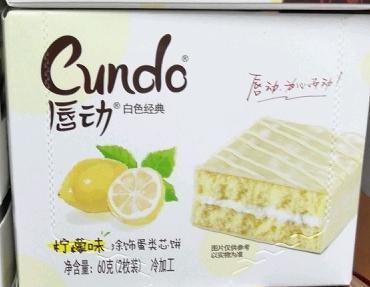 Cundo®
唇动® 白色经典
唇动，为心而动！
柠檬味 涂饰蛋类芯饼
图片仅供参考
以实物为准
净含量：60克(2枚装) 冷加工